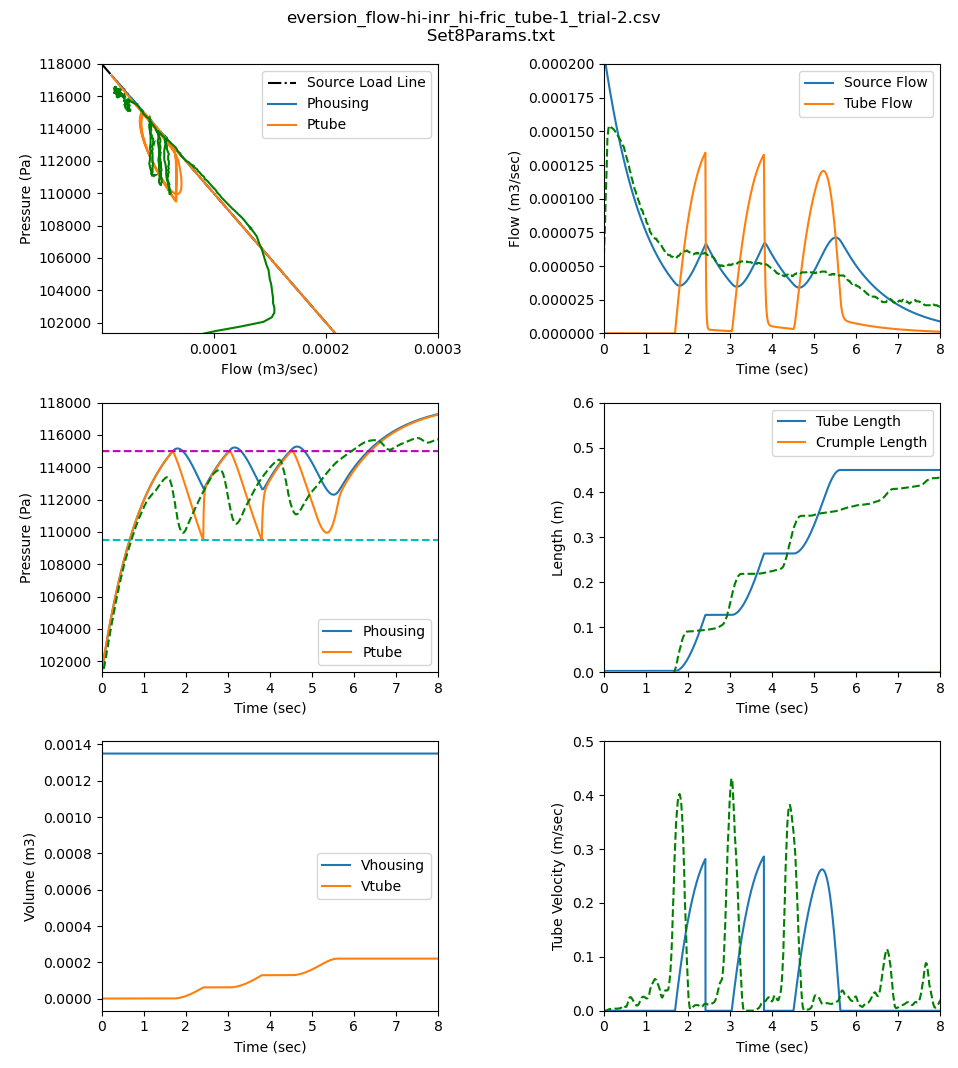 eversion_flow-hi-inr_hi-fric_tube-1_trial-2.csv
Set8Params.txt
118000
116000
114000
112000
110000
108000
106000
104000
102000
Pressure (Pa)
0.0001
0.0002
0.0003
Flow (m3/sec)
Source Load Line
Phousing
Ptube
0.000200
0.000175
0.000150
0.000125
0.000100
0.000075
0.000050
0.000025
0.000000
Flow (m3/sec)
0 1 2 3 4 5 6 7 8
Time (sec)
Source Flow
Tube Flow
118000
116000
114000
112000
110000
108000
106000
104000
102000
Pressure (Pa)
0 1 2 3 4 5 6 7 8
Time (sec)
Phousing
Ptube
0.6
0.5
0.4
0.3
0.2
0.1
0.0
Length (m)
0 1 2 3 4 5 6 7 8
Time (sec)
Tube Length
Crumple Length
0.0014
0.0012
0.0010
0.0008
0.0006
0.0004
0.0002
0.0000
Volume (m3)
0 1 2 3 4 5 6 7 8
Time (sec)
Vhousing
Vtube
0.5
0.4
0.3
0.2
0.1
0.0
Tube Velocity (m/sec)
0 1 2 3 4 5 6 7 8
Time (sec)